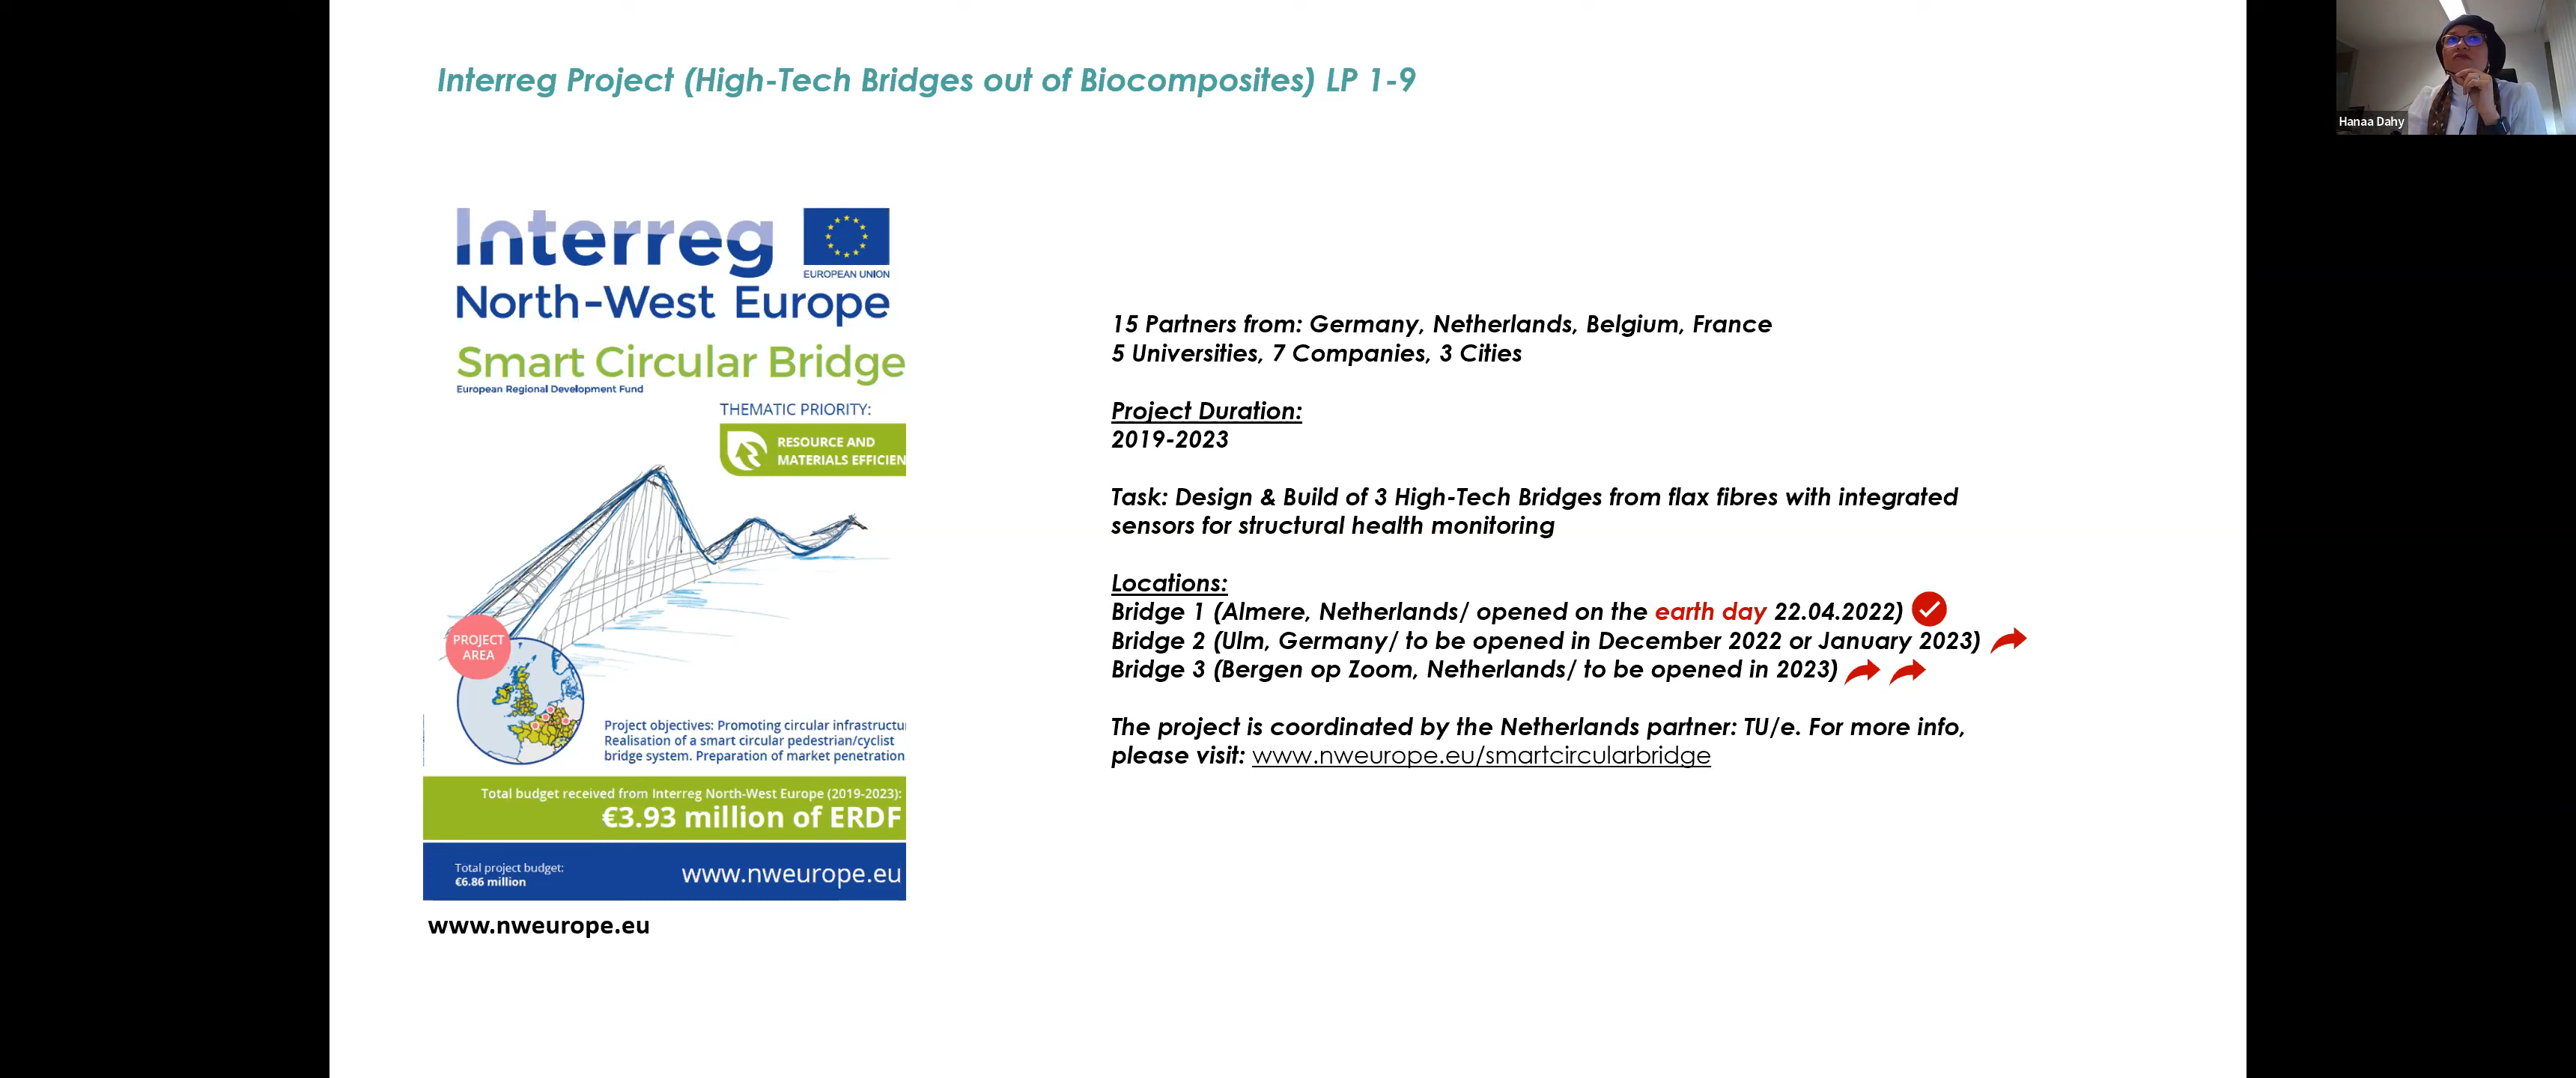 Interreg Project (High-Tech Bridges out of Biocomposites) LP 1-9
Hanaa Dahy
Interreg
EUROPEAN UNION
North-West Europe
Smart Circular Bridge
European Regional Development Fund
THEMATIC PRIORITY:
RESOURCE AND
MATERIALS EFFICIEN
PROJECT
AREA
Project objectives: Promoting circular infrastructu
Realisation of a smart circular pedestrian/cyclist
bridge system. Preparation of market penetration
Total budget received from Interreg North-West Europe (2019-2023):
€3.93 million of ERDF
Total project budget:
€6.86 million
www.nweurope.eu
www.nweurope.eu
15 Partners from: Germany, Netherlands, Belgium, France
5 Universities, 7 Companies, 3 Cities
Project Duration:
2019-2023
Task: Design & Build of 3 High-Tech Bridges from flax fibres with integrated
sensors for structural health monitoring
Locations:
Bridge 1 (Almere, Netherlands/ opened on the earth day 22.04.2022)
Bridge 2 (Ulm, Germany/ to be opened in December 2022 or January 2023)
Bridge 3 (Bergen op Zoom, Netherlands/ to be opened in 2023)
The project is coordinated by the Netherlands partner: TU/e. For more info,
please visit: www.nweurope.eu/smartcircularbridge